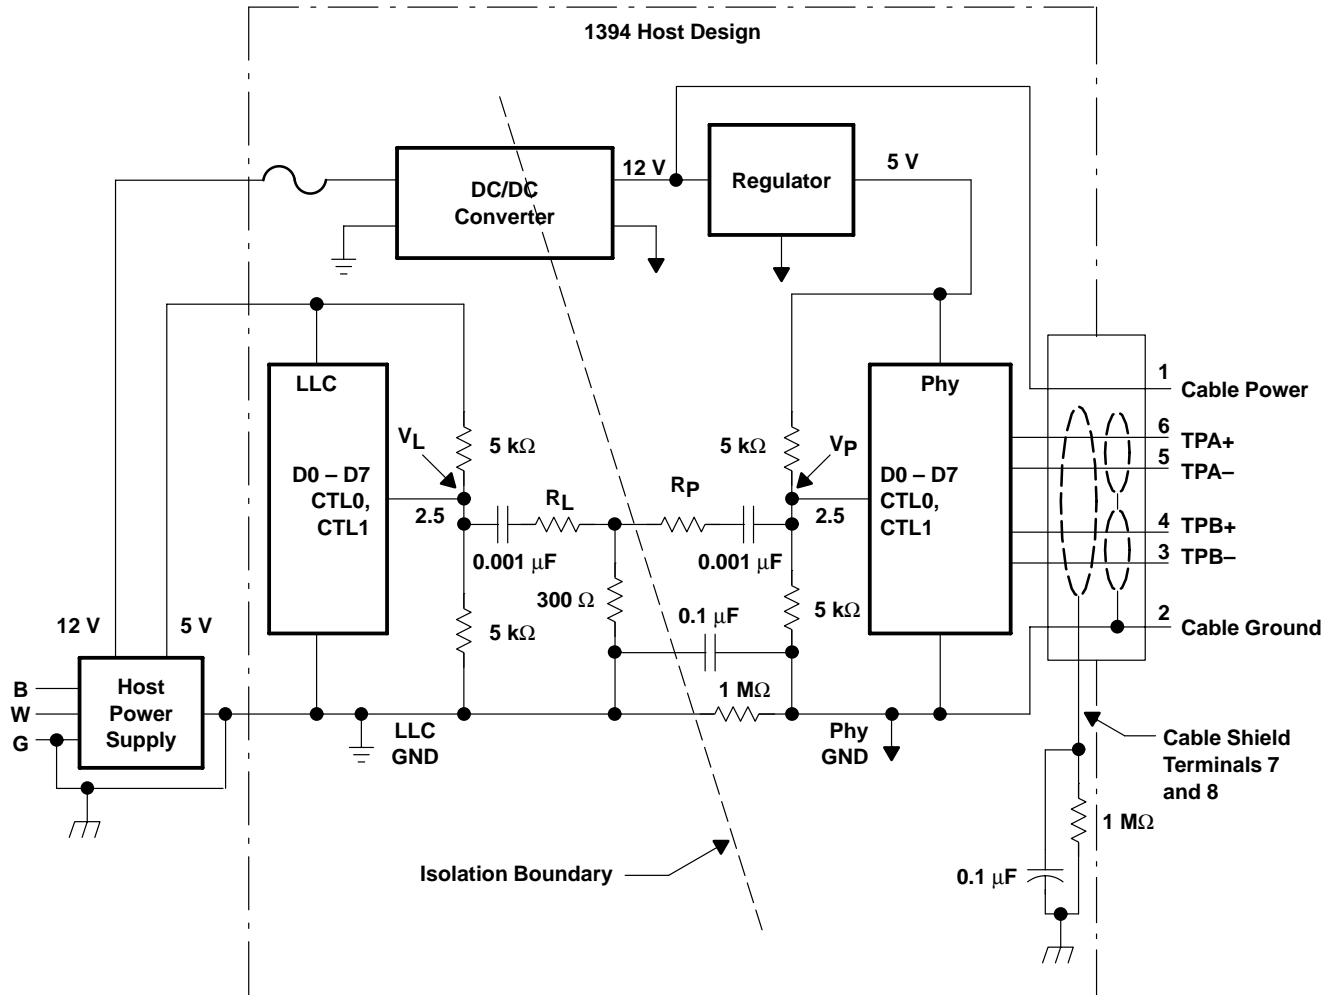 1394 Host Design
12 V
5 V
DC/DC
Converter
Regulator
LLC
Phy
1
Cable Power
VL
5 kΩ
5 kΩ
VP
6
TPA+
5
TPA–
D0 – D7
CTL0,
CTL1
RL
RP
D0 – D7
CTL0,
CTL1
2.5
2.5
4
TPB+
3
TPB–
0.001 μF
0.001 μF
300 Ω
0.1 μF
5 kΩ
5 kΩ
2
Cable Ground
12 V
5 V
B
W
G
Host
Power
Supply
1 MΩ
LLC
GND
Phy
GND
Cable Shield
Terminals 7
and 8
1 MΩ
Isolation Boundary
0.1 μF